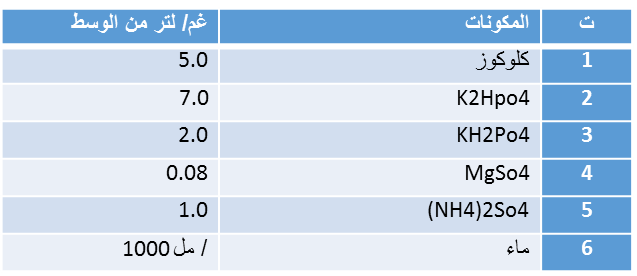 ت المكونات غم/ لتر من الوسط
1 كلوكوز 5.0
2 K2Hpo4 7.0
3 KH2Po4 2.0
4 MgSo4 0.08
5 (NH4)2So4 1.0
6 ماء 1000 مل /